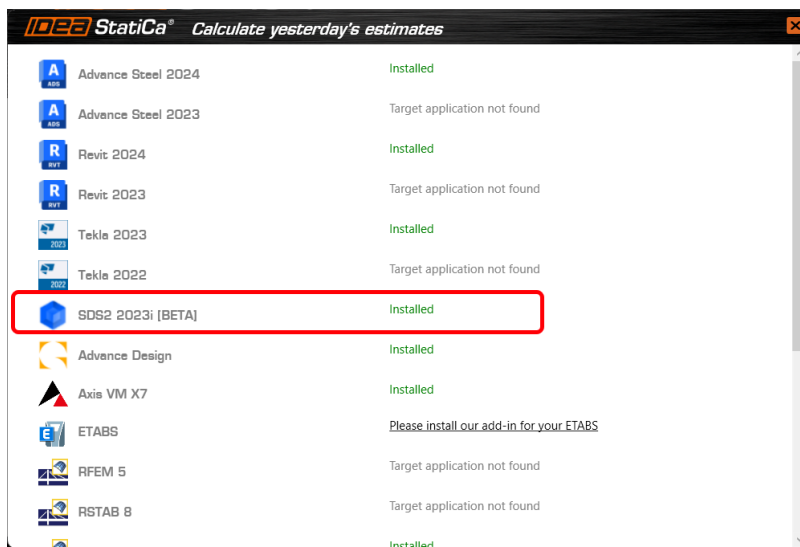 IDEA StatiCa® Calculate yesterday's estimates
A ADS Advance Steel 2024 Installed
A ADS Advance Steel 2023 Target application not found
R RVT Revit 2024 Installed
R RVT Revit 2023 Target application not found
2023 Tekla 2023 Installed
2022 Tekla 2022 Target application not found
SDS2 2023i [BETA] Installed
Advance Design Installed
Axis VM X7 Installed
E ETABS Please install our add-in for your ETABS
RFEM 5 Target application not found
RSTAB 8 Target application not found
Installed